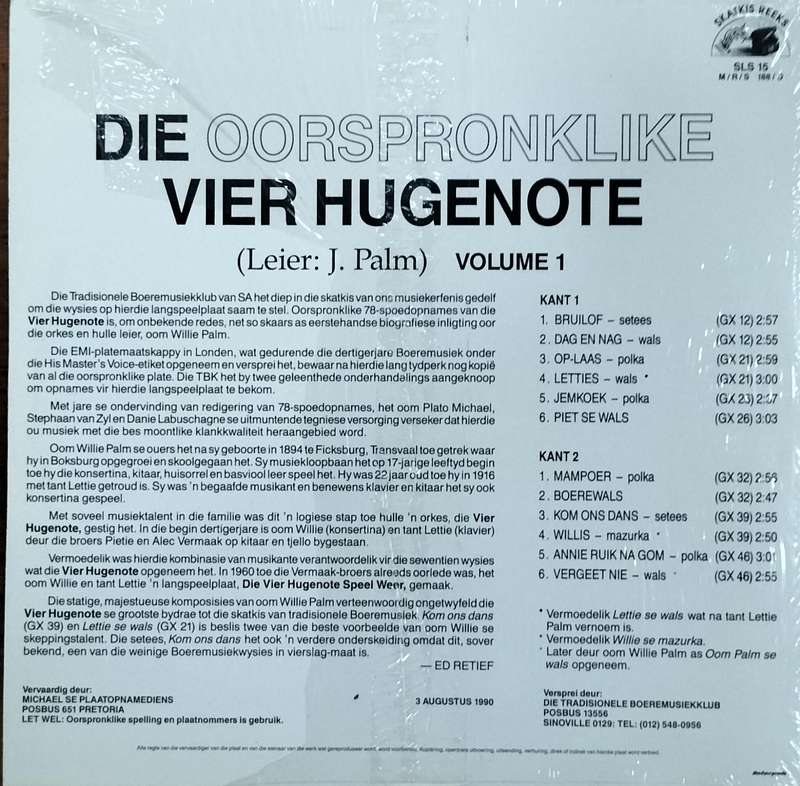 SKATKIS REEKS
SLS 15
M/R/S
DIE OORSPRONKLIKE
VIER HUGENOTE
(Leier: J. Palm) VOLUME 1
Die Tradisionele Boeremusiekklub van SA het diep in die skatkis van ons musiekerfenis gedelf
om die wysies op hierdie langspeelplaat saam te stel. Oorspronklike 78-spoedopnames van die
Vier Hugenote is, om onbekende redes, net so skaars as eerstehandse biografiese inligting oor
die orkes en hulle leier, oom Willie Palm.
Die EMI-platemaatskappy in Londen, wat gedurende die dertigerjare Boeremusiek onder
die His Master's Voice-etiket opgeneem en versprei het, bewaar na hierdie lang tydperk nog kopië
van al die oorspronklike plate. Die TBK het by twee geleenthede onderhandelings aangeknoop
om opnames vir hierdie langspeelplaat te bekom.
Met jare se ondervinding van redigering van 78-spoedopnames, het oom Plato Michael,
Stephaan van Zyl en Danie Labuschagne se uitmuntende tegniese versorging verseker dat hierdie
ou musiek met die bes moontlike klankkwaliteit heraangebied word.
Oom Willie Palm se ouers het na sy geboorte in 1894 te Ficksburg, Transvaal toe getrek waar
hy in Boksburg opgegroei en skoolgegaan het. Sy musiekloopbaan het op 17-jarige leeftyd begin
toe hy die konsertina, kitaar, huisorrel en basviool leer speel het. Hy was 22 jaar oud toe hy in 1916
met tant Lettie getroud is. Sy was 'n begaafde musikant en benewens klavier en kitaar het sy ook
konsertina gespeel.
Met soveel musiektalent in die familie was dit 'n logiese stap toe hulle 'n orkes, die Vier
Hugenote, gestig het. In die begin dertigerjare is oom Willie (konsertina) en tant Lettie (klavier)
deur die broers Pietie en Alec Vermaak op kitaar en tjello bygestaan.
Vermoedelik was hierdie kombinasie van musikante verantwoordelik vir die sewentien wysies
wat die Vier Hugenote opgeneem het. In 1960 toe die Vermaak-broers alreeds oorlede was, het
oom Willie en tant Lettie 'n langspeelplaat, Die Vier Hugenote Speel Weer, gemaak.
Die statige, majestueuse komposisies van oom Willie Palm verteenwoordig ongetwyfeld die
Vier Hugenote se grootste bydrae tot die skatkis van tradisionele Boeremusiek. Kom ons dans
(GX 39) en Lettie se wals (GX 21) is beslis twee van die beste voorbeelde van oom Willie se
skeppingstalent. Die setees, Kom ons dans het ook 'n verdere onderskeiding omdat dit, sover
bekend, een van die weinige Boeremusiekwysies in vierslag-maat is.
— ED RETIEF
KANT 1
1. BRUILOF – setees (GX 12) 2:57
2. DAG EN NAG – wals (GX 12) 2:55
3. OP-LAAS – polka (GX 21) 2:59
4. LETTIES – wals * (GX 21) 3:00
5. JEMKOEK – polka (GX 23)
6. PIET SE WALS (GX 26) 3:03
KANT 2
1. MAMPOER – polka (GX 32) 2:56
2. BOEREWALS (GX 32) 2:47
3. KOM ONS DANS – setees (GX 39) 2:55
4. WILLIS – mazurka * (GX 39) 2:50
5. ANNIE RUIK NA GOM – polka (GX 46) 3:01
6. VERGEET NIE – wals * (GX 46) 2:55
* Vermoedelik Lettie se wals wat na tant Lettie
Palm vernoem is.
* Vermoedelik Willie se mazurka.
* Later deur oom Willie Palm as Oom Palm se
wals opgeneem.
Vervaardig deur:
MICHAEL SE PLAATOPNAMEDIENS
POSBUS 651 PRETORIA
LET WEL: Oorspronklike spelling en plaatnommers is gebruik.
3 AUGUSTUS 1990
Versprei deur:
DIE TRADISIONELE BOEREMUSIEKKLUB
POSBUS 13556
SINOVILLE 0129: TEL: (012) 548-0956